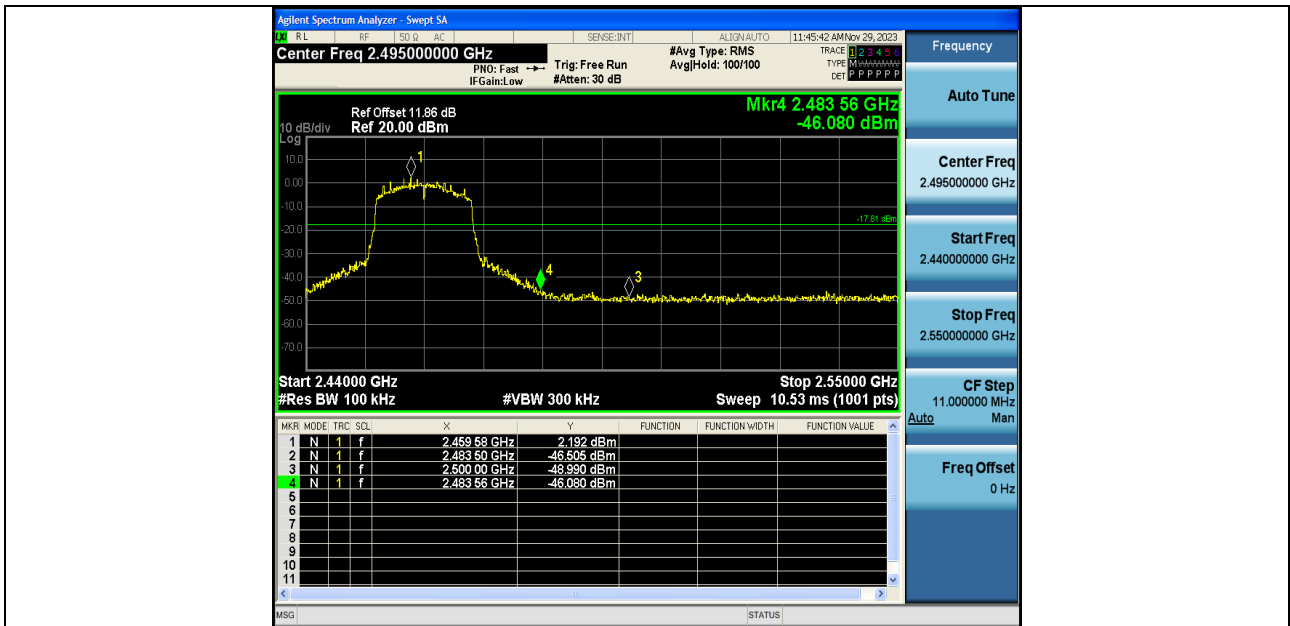 Agilent Spectrum Analyzer - Swept SA
LXI RL RF 50 Ω AC SENSE:INT ALIGNAUTO 11:45:42 AM Nov 29, 2023
Center Freq 2.495000000 GHz
PNO: Fast
IFGain:Low
Trig: Free Run
#Atten: 30 dB
#Avg Type: RMS
Avg|Hold: 100/100
TRACE 1 2 3 4 5 6
TYPE M
DET P P P P P P
Ref Offset 11.86 dB
Ref 20.00 dBm
10 dB/div
Log
Mkr4 2.483 56 GHz
-46.080 dBm
10.0
0.00
-10.0
-20.0
-30.0
-40.0
-50.0
-60.0
-70.0
1
4
3
-17.81 dBm
Start 2.44000 GHz
Stop 2.55000 GHz
#Res BW 100 kHz
#VBW 300 kHz
Sweep 10.53 ms (1001 pts)
MKR MODE TRC SCL X Y FUNCTION FUNCTION WIDTH FUNCTION VALUE
1 N 1 f 2.459 58 GHz 2.192 dBm
2 N 1 f 2.483 50 GHz -46.505 dBm
3 N 1 f 2.500 00 GHz -48.990 dBm
4 N 1 f 2.483 56 GHz -46.080 dBm
5
6
7
8
9
10
11
MSG
STATUS
Frequency
Auto Tune
Center Freq
2.495000000 GHz
Start Freq
2.440000000 GHz
Stop Freq
2.550000000 GHz
CF Step
11.000000 MHz
Auto Man
Freq Offset
0 Hz